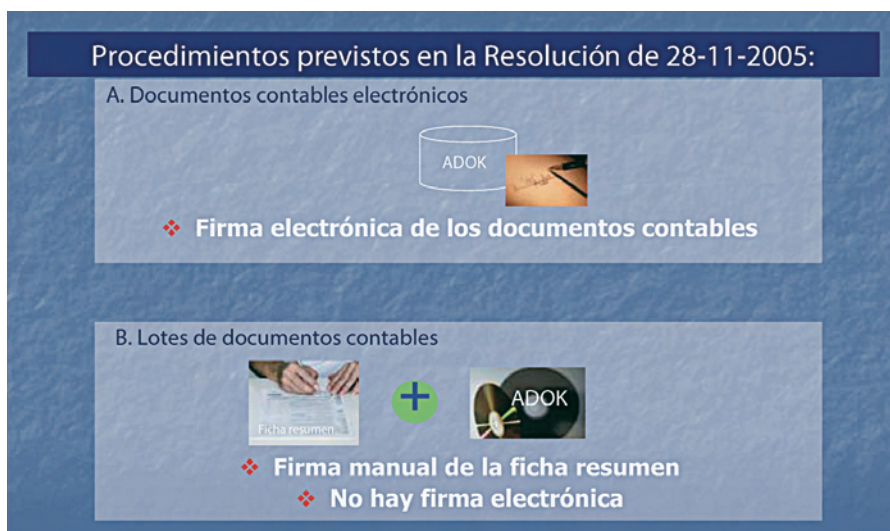 Procedimientos previstos en la Resolución de 28-11-2005:
A. Documentos contables electrónicos
ADOK
❖ Firma electrónica de los documentos contables
B. Lotes de documentos contables
Ficha resumen
+
ADOK
❖ Firma manual de la ficha resumen
❖ No hay firma electrónica